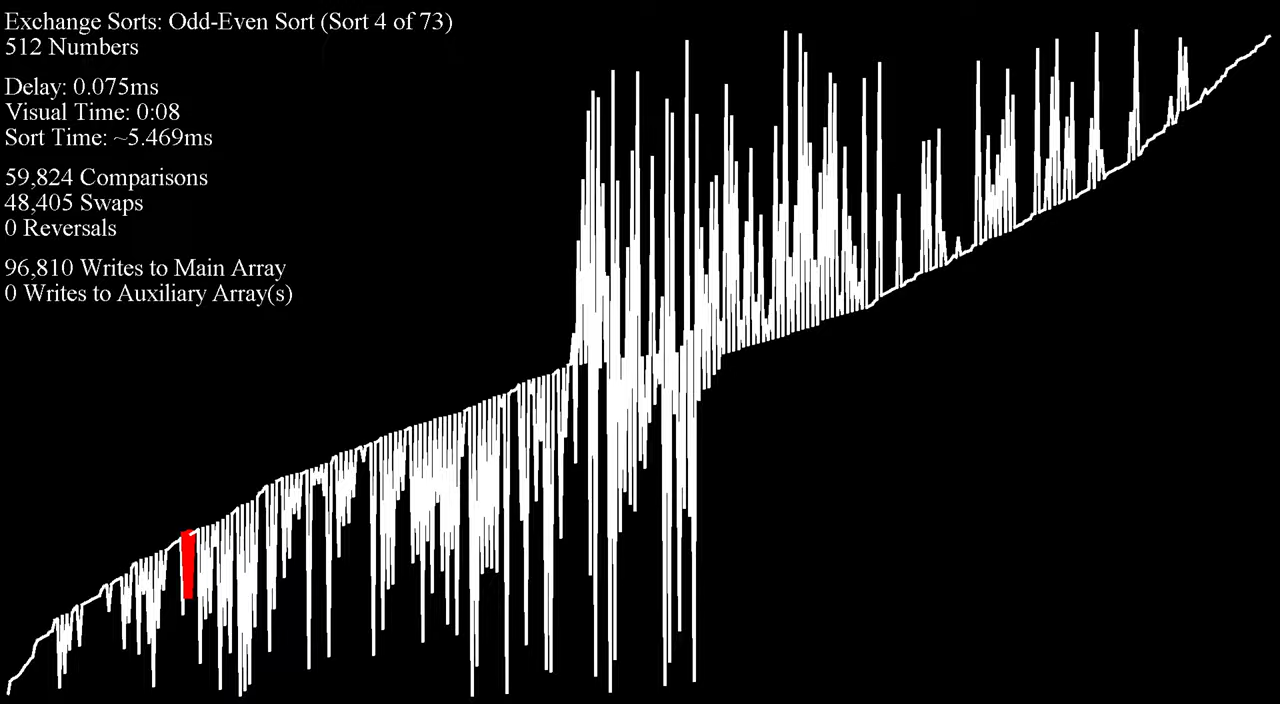 Exchange Sorts: Odd-Even Sort (Sort 4 of 73)
512 Numbers
Delay: 0.075ms
Visual Time: 0:08
Sort Time: ~5.469ms
59,824 Comparisons
48,405 Swaps
0 Reversals
96,810 Writes to Main Array
0 Writes to Auxiliary Array(s)